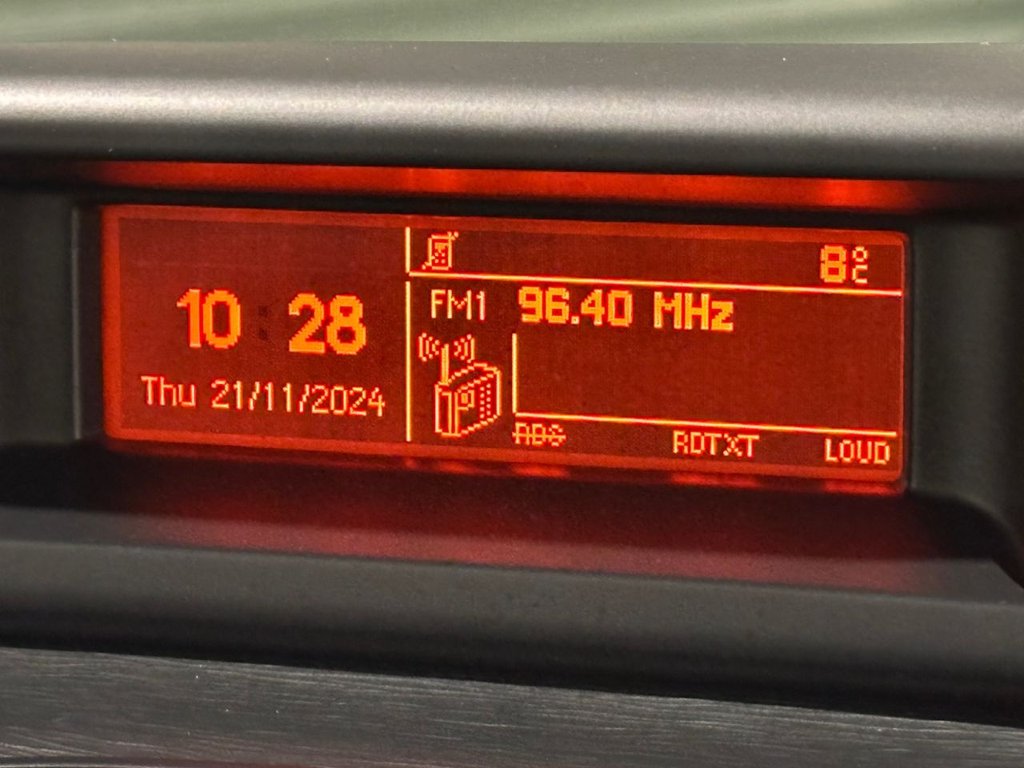 10:28
Thu 21/11/2024
8°C
FM1 96.40 MHz
RDS RDTXT LOUD